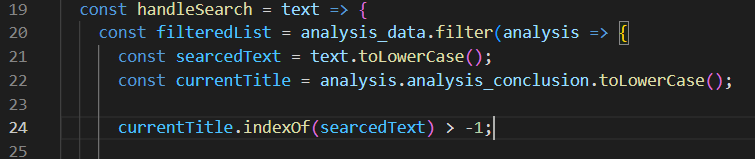 19 const handleSearch = text => {
20 const filteredList = analysis_data.filter(analysis => {
21 const searcedText = text.toLowerCase();
22 const currentTitle = analysis.analysis_conclusion.toLowerCase();
23
24 currentTitle.indexOf(searcedText) > -1;
25